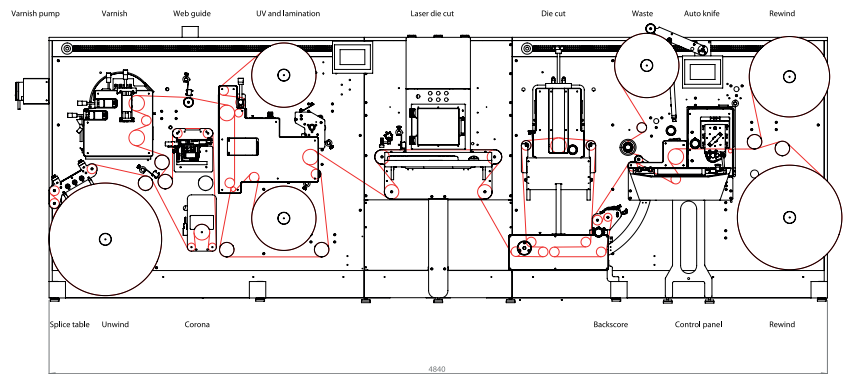 Varnish pump Varnish Web guide UV and lamination Laser die cut Die cut Waste Auto knife Rewind
Splice table Unwind Corona Backscore Control panel Rewind
4840